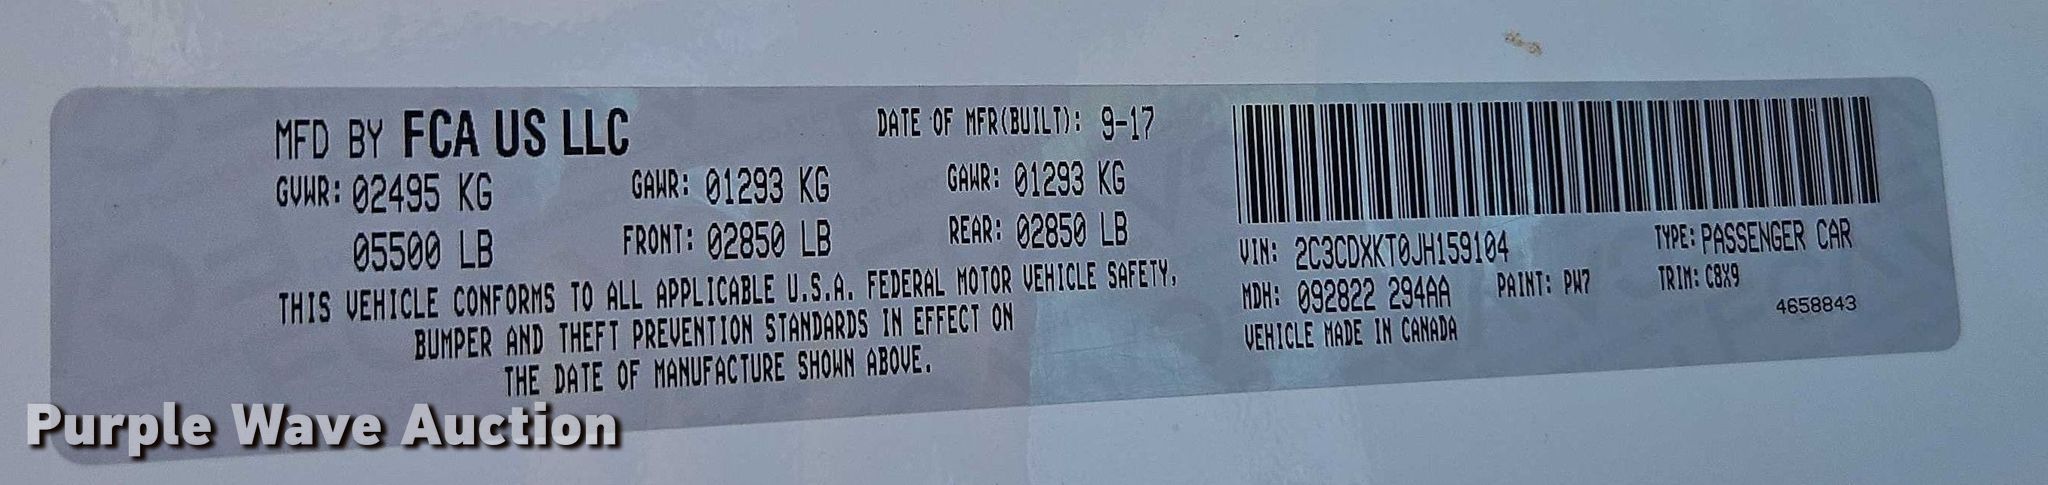 MFD BY FCA US LLC
DATE OF MFR(BUILT): 9-17
GVWR: 02495 KG GAWR: 01293 KG GAWR: 01293 KG
05500 LB FRONT: 02850 LB REAR: 02850 LB
THIS VEHICLE CONFORMS TO ALL APPLICABLE U.S.A. FEDERAL MOTOR VEHICLE SAFETY,
BUMPER AND THEFT PREVENTION STANDARDS IN EFFECT ON
THE DATE OF MANUFACTURE SHOWN ABOVE.
VIN: 2C3CDXKT0JH159104 TYPE: PASSENGER CAR
MDH: 092822 294AA PAINT: PW7 TRIM: C8X9
VEHICLE MADE IN CANADA 4658843
Purple Wave Auction